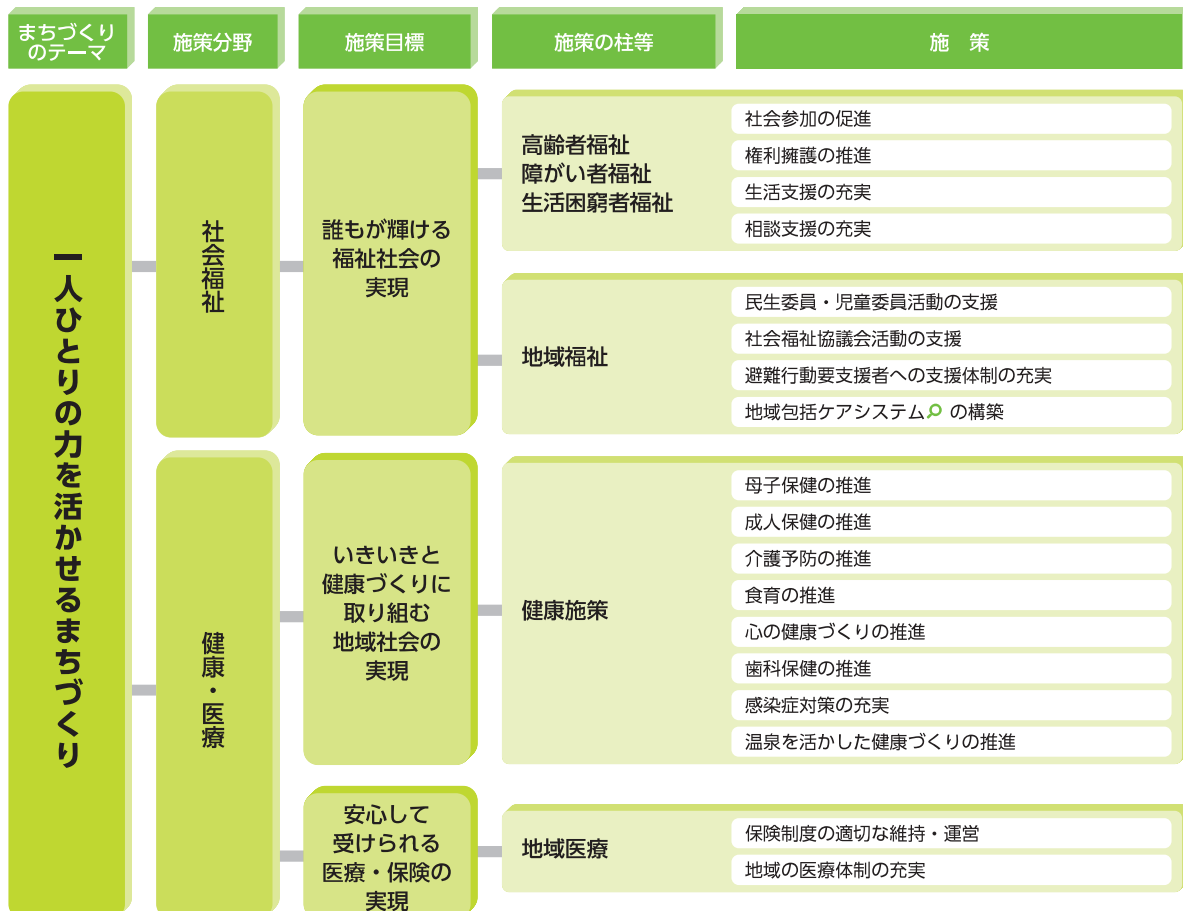 まちづくり
のテーマ
施策分野
施策目標
施策の柱等
施　策
一人ひとりの力を活かせるまちづくり
社会福祉
誰もが輝ける
福祉社会の
実現
高齢者福祉
障がい者福祉
生活困窮者福祉
社会参加の促進
権利擁護の推進
生活支援の充実
相談支援の充実
地域福祉
民生委員・児童委員活動の支援
社会福祉協議会活動の支援
避難行動要支援者への支援体制の充実
地域包括ケアシステム の構築
健康・医療
いきいきと
健康づくりに
取り組む
地域社会の
実現
健康施策
母子保健の推進
成人保健の推進
介護予防の推進
食育の推進
心の健康づくりの推進
歯科保健の推進
感染症対策の充実
温泉を活かした健康づくりの推進
安心して
受けられる
医療・保険の
実現
地域医療
保険制度の適切な維持・運営
地域の医療体制の充実